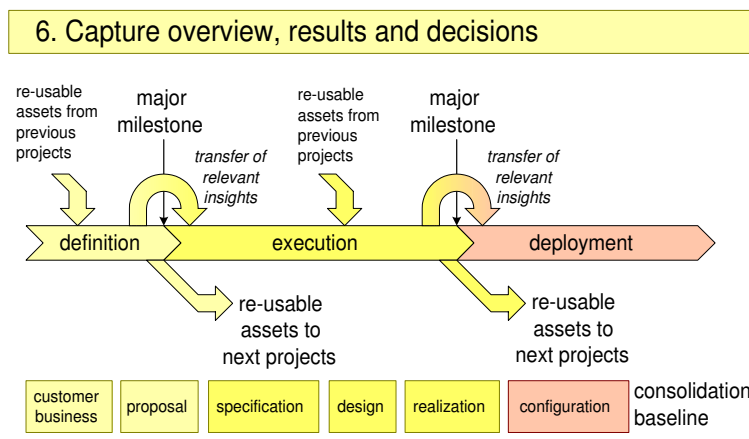 6. Capture overview, results and decisions
re-usable
assets from
previous
projects
major
milestone
transfer of
relevant
insights
re-usable
assets from
previous
projects
major
milestone
transfer of
relevant
insights
definition
execution
deployment
re-usable
assets to
next projects
re-usable
assets to
next projects
customer
business
proposal
specification
design
realization
configuration
consolidation
baseline